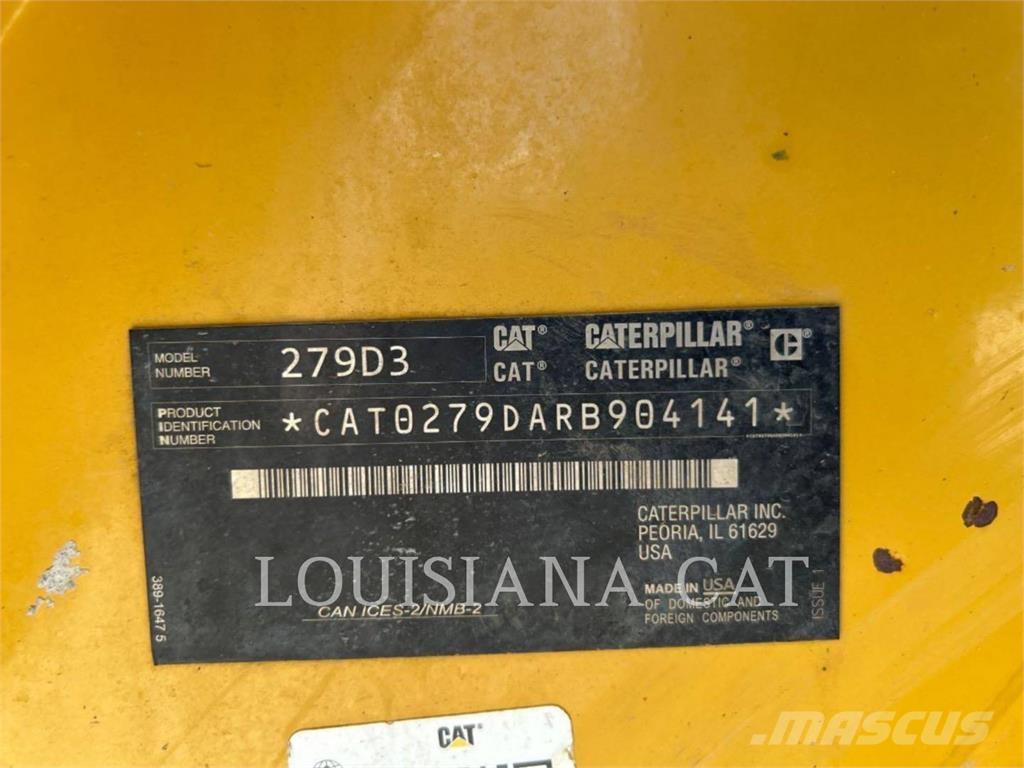 MODEL NUMBER 279D3
CAT® CATERPILLAR®
CAT® CATERPILLAR®
PRODUCT IDENTIFICATION NUMBER *CAT0279DARB904141*
CATERPILLAR INC.
PEORIA, IL 61629
USA
LOUISIANA CAT
MADE IN USA
OF DOMESTIC AND
FOREIGN COMPONENTS
CAN ICES-2/NMB-2
389-1647 5
ISSUE 1
CAT®
MASCUS